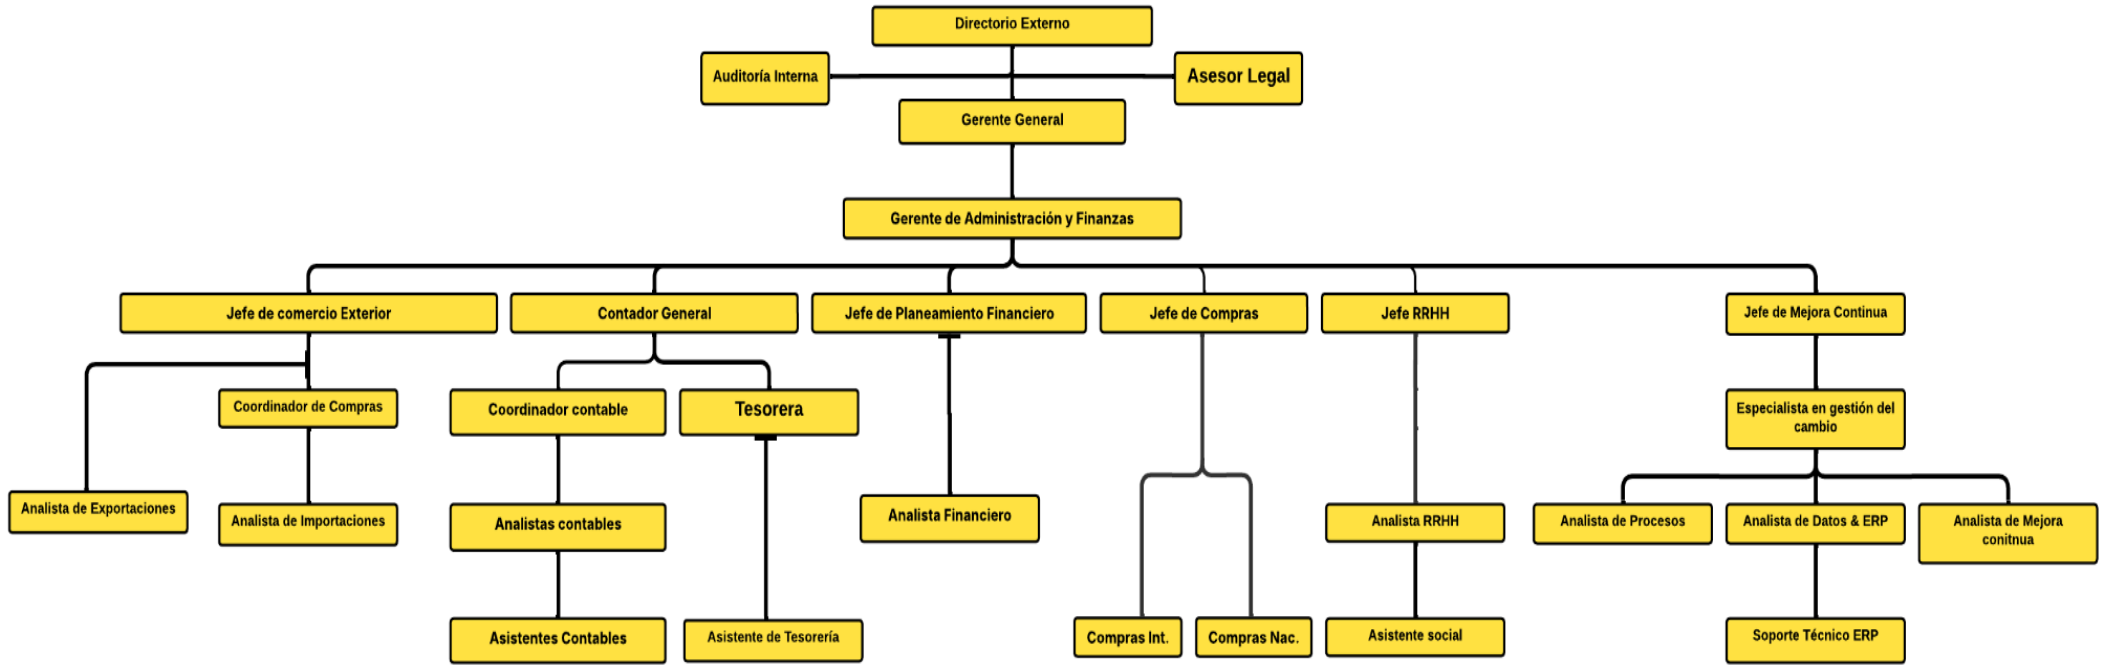 Directorio Externo
Auditoría Interna
Asesor Legal
Gerente General
Gerente de Administración y Finanzas
Jefe de comercio Exterior
Contador General
Jefe de Planeamiento Financiero
Jefe de Compras
Jefe RRHH
Jefe de Mejora Continua
Coordinador de Compras
Coordinador contable
Tesorera
Especialista en gestión del
cambio
Analista de Exportaciones
Analista de Importaciones
Analistas contables
Analista Financiero
Analista RRHH
Analista de Procesos
Analista de Datos & ERP
Analista de Mejora
conitnua
Asistentes Contables
Asistente de Tesorería
Compras Int.
Compras Nac.
Asistente social
Soporte Técnico ERP